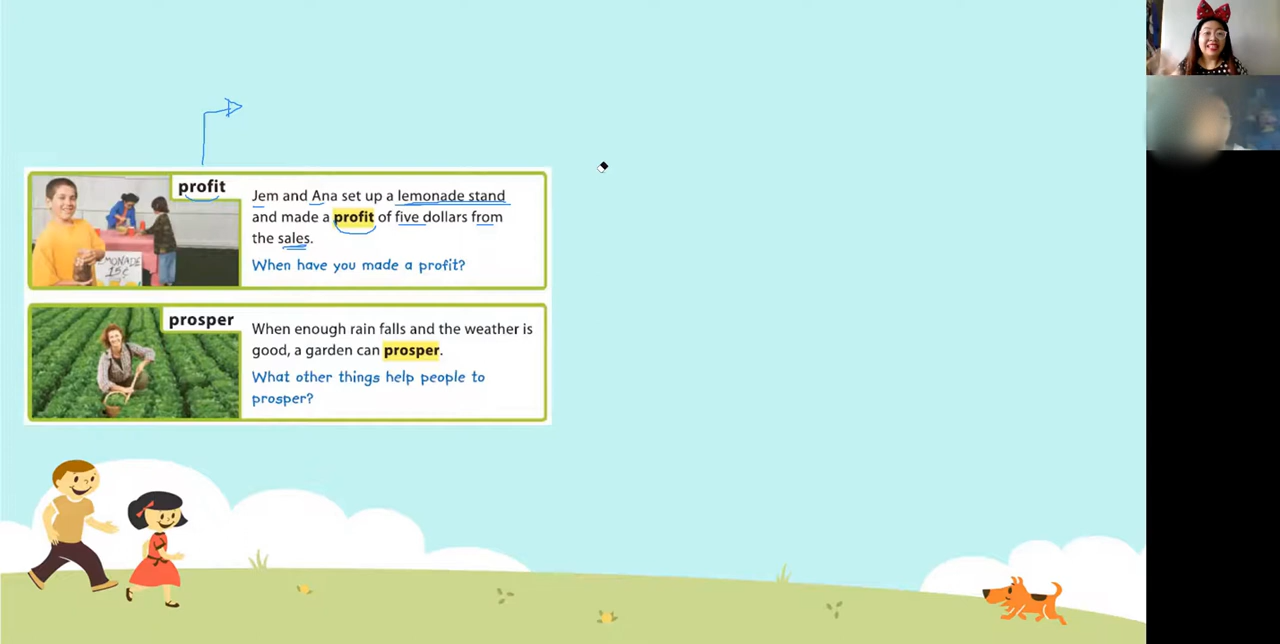 profit
Jem and Ana set up a lemonade stand
and made a profit of five dollars from
the sales.
When have you made a profit?
LEMONADE
15¢
prosper
When enough rain falls and the weather is
good, a garden can prosper.
What other things help people to
prosper?